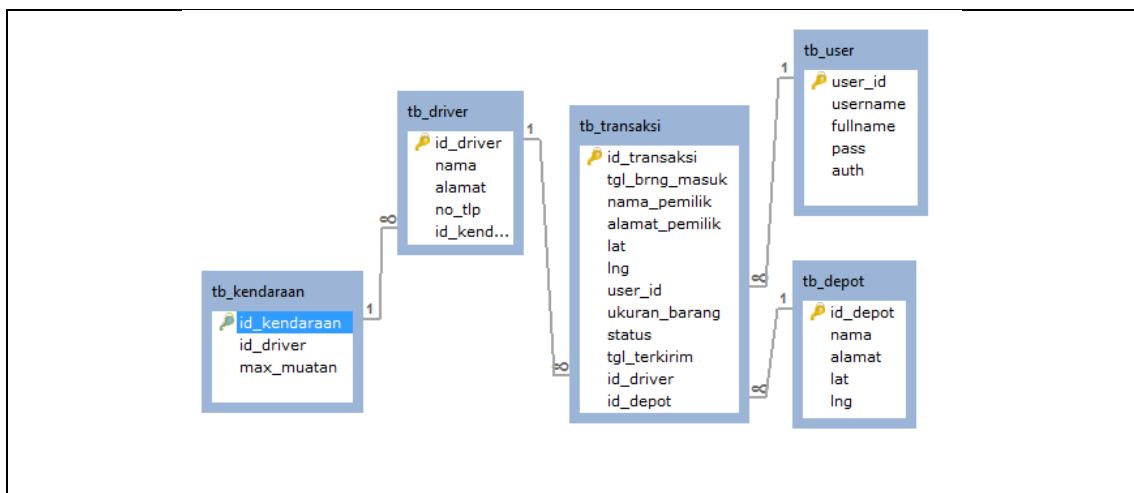 tb_user
user_id
username
fullname
pass
auth
tb_driver
id_driver
nama
alamat
no_tlp
id_kend...
tb_transaksi
id_transaksi
tgl_brng_masuk
nama_pemilik
alamat_pemilik
lat
lng
user_id
ukuran_barang
status
tgl_terkirim
id_driver
id_depot
tb_kendaraan
id_kendaraan
id_driver
max_muatan
tb_depot
id_depot
nama
alamat
lat
lng
1
∞
1
∞
1
∞
1
∞